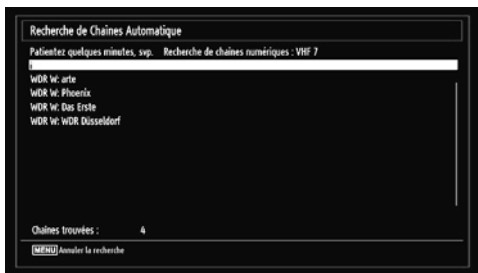 Recherche de Chaines Automatique
Patientez quelques minutes, svp. Recherche de chaines numériques : VHF 7
WDR W: arte
WDR W: Phoenix
WDR W: Das Erste
WDR W: WDR Düsseldorf
Chaines trouvées : 4
MENU Annuler la recherche